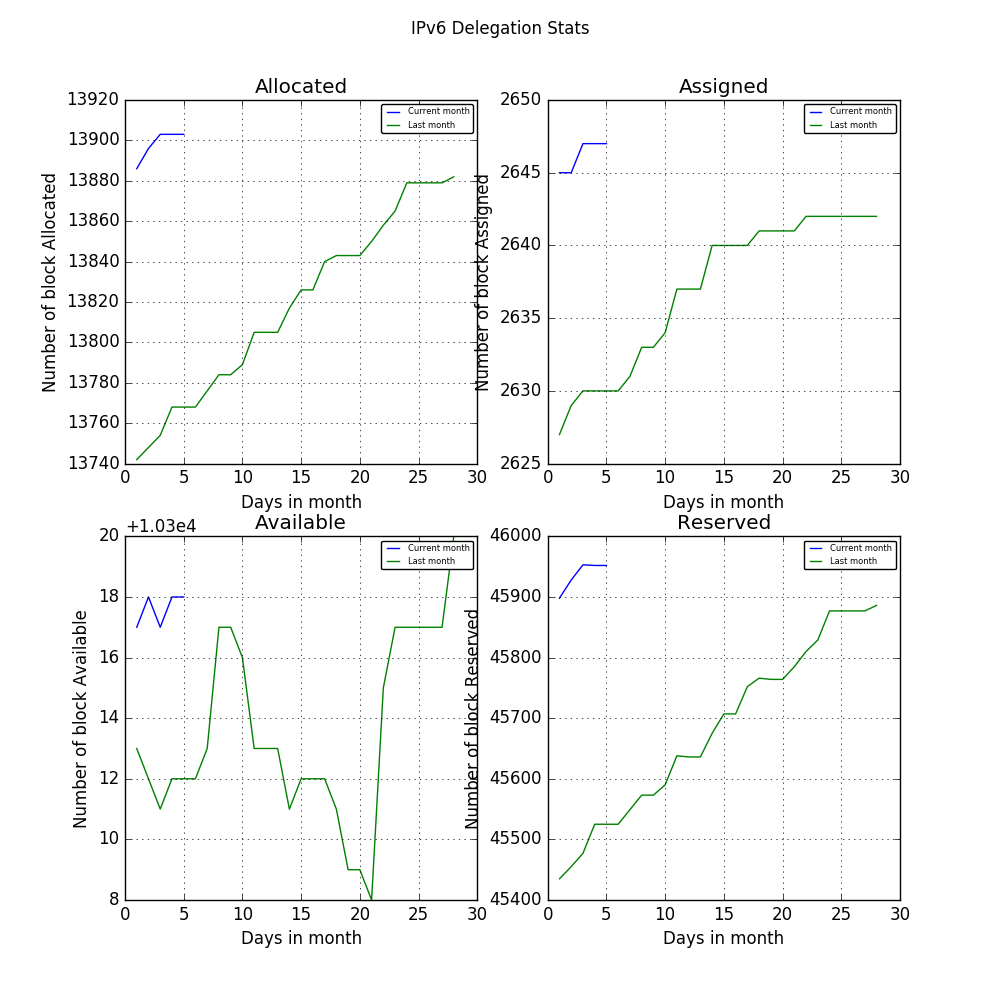 IPv6 Delegation Stats
Allocated
Number of block Allocated
13920
13900
13880
13860
13840
13820
13800
13780
13760
13740
0 5 10 15 20 25 30
Days in month
Current month
Last month
Assigned
Number of block Assigned
2650
2645
2640
2635
2630
2625
0 5 10 15 20 25 30
Days in month
Current month
Last month
Available
+1.03e4
Number of block Available
20
18
16
14
12
10
8
0 5 10 15 20 25 30
Days in month
Current month
Last month
Reserved
Number of block Reserved
46000
45900
45800
45700
45600
45500
45400
0 5 10 15 20 25 30
Days in month
Current month
Last month